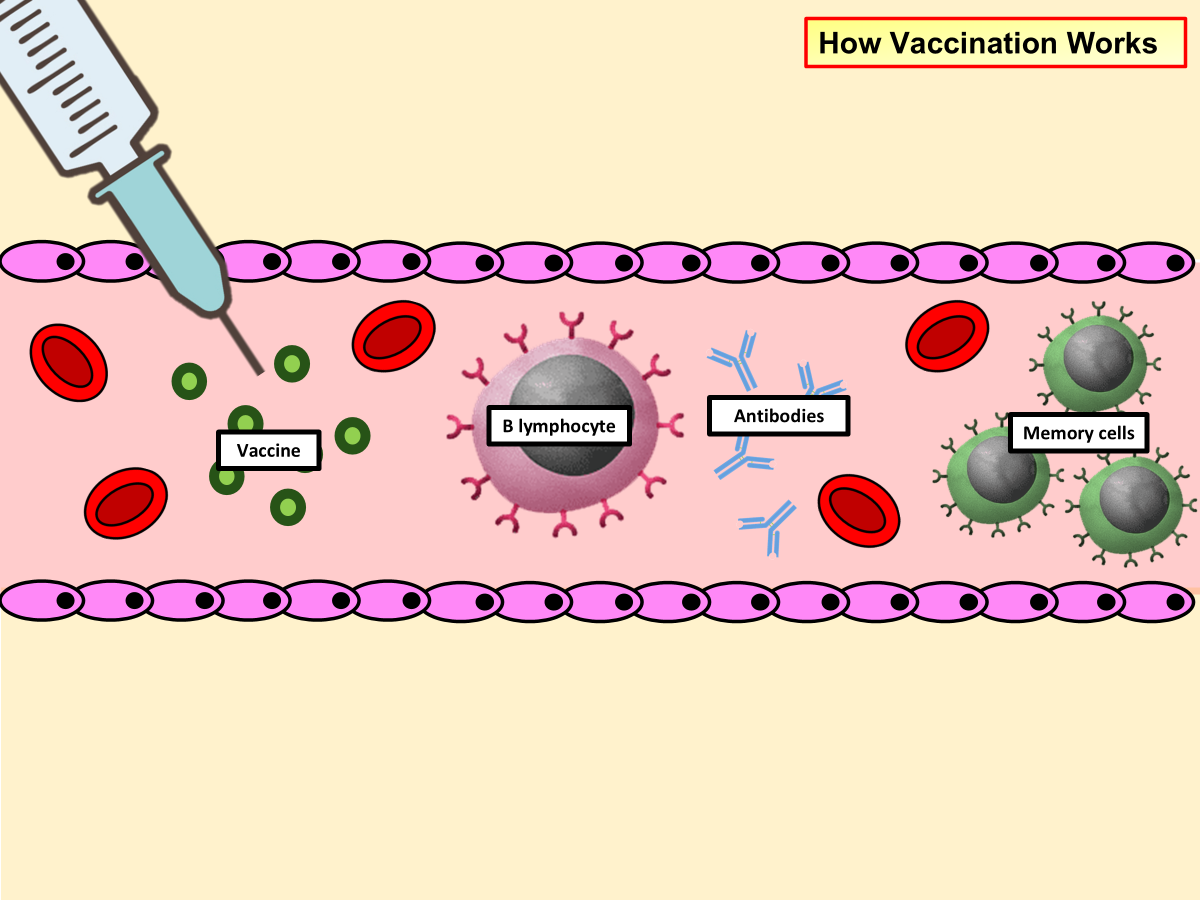 How Vaccination Works
Vaccine
B lymphocyte
Antibodies
Memory cells